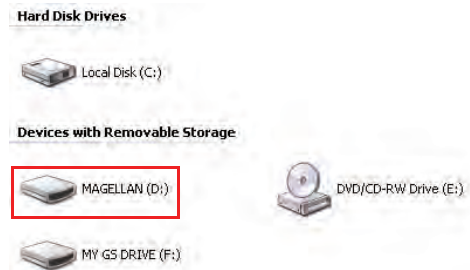 Hard Disk Drives
Local Disk (C:)
Devices with Removable Storage
MAGELLAN (D:)
DVD/CD-RW Drive (E:)
MY GS DRIVE (F:)